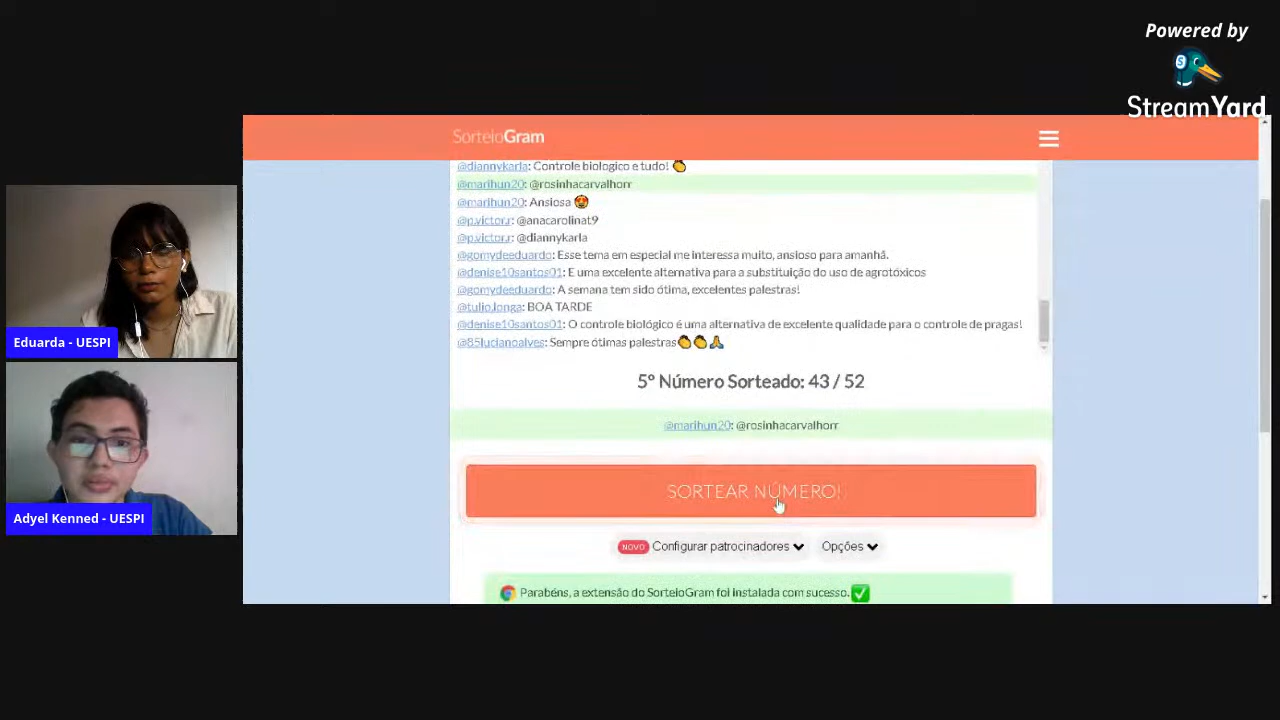 Powered by
StreamYard
SorteioGram
@diannykarla: Controle biologico e tudo! 👏
@marihun20: @rosinhacarvalhorr
@marihun20: Ansiosa 😍
@p.victor.r: @anacarolinat9
@p.victor.r: @diannykarla
@gomydeeduardo: Esse tema em especial me interessa muito, ansioso para amanhã.
@denise10santos01: E uma excelente alternativa para a substituição do uso de agrotóxicos
@gomydeeduardo: A semana tem sido ótima, excelentes palestras!
@tulio.longa: BOA TARDE
@denise10santos01: O controle biológico é uma alternativa de excelente qualidade para o controle de pragas!
@85lucianoalves: Sempre ótimas palestras👏👏🙏
5º Número Sorteado: 43 / 52
@marihun20: @rosinhacarvalhorr
SORTEAR NÚMERO!
NOVO Configurar patrocinadores Opções
Parabéns, a extensão do SorteioGram foi instalada com sucesso. ✅
Eduarda - UESPI
Adyel Kenned - UESPI